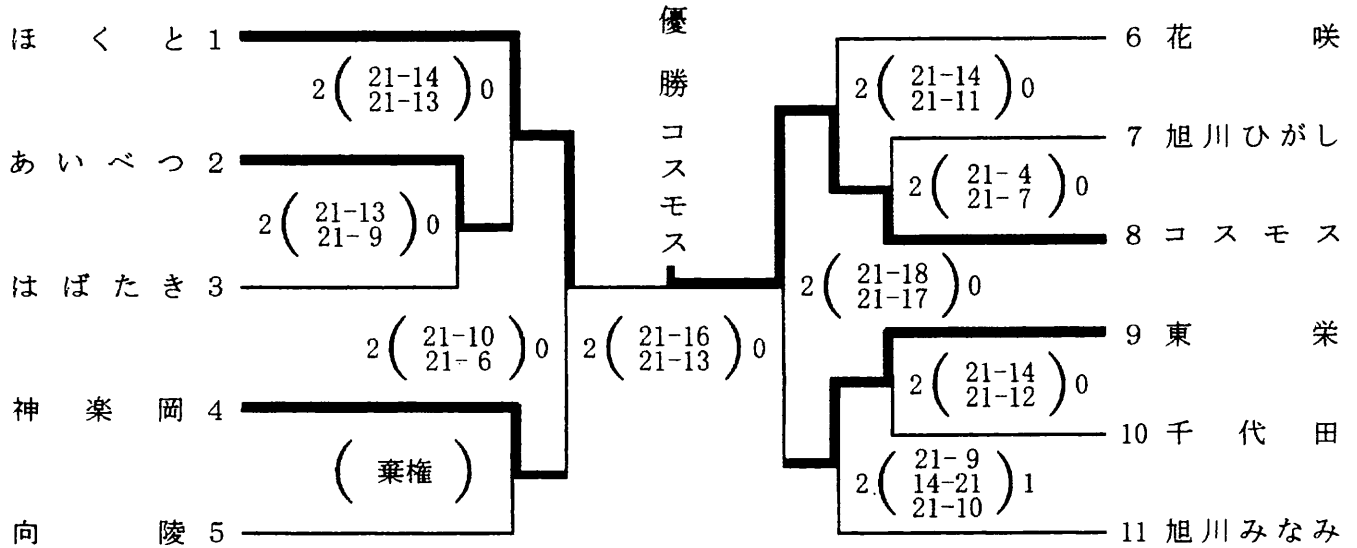 優勝コスモス
ほくと 1
2 ( 21-14 21-13 ) 0
あいべつ 2
2 ( 21-13 21- 9 ) 0
はばたき 3
2 ( 21-10 21- 6 ) 0
神楽岡 4
( 棄権 )
向陵 5
2 ( 21-16 21-13 ) 0
6 花咲
2 ( 21-14 21-11 ) 0
7 旭川ひがし
2 ( 21- 4 21- 7 ) 0
8 コスモス
2 ( 21-18 21-17 ) 0
9 東栄
2 ( 21-14 21-12 ) 0
10 千代田
2 ( 21- 9 14-21 21-10 ) 1
11 旭川みなみ